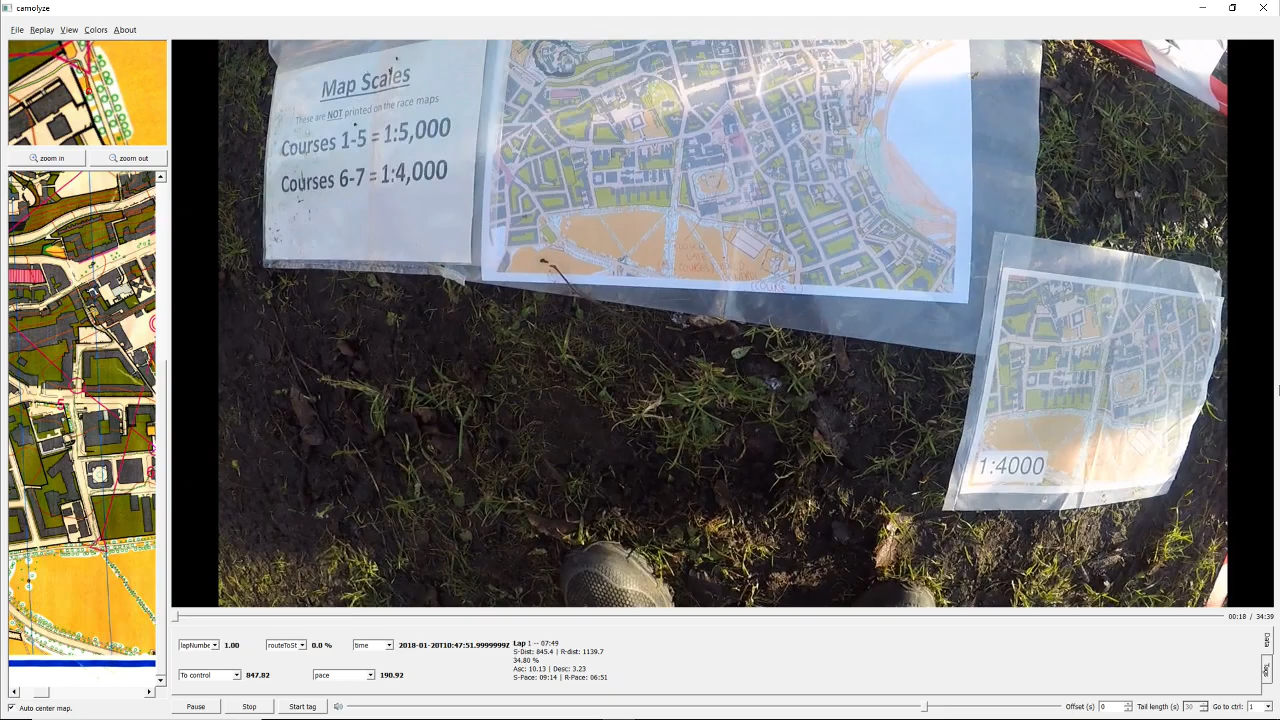 camolyze
File Replay View Colors About
zoom in zoom out
Map Scales
These are NOT printed on the race maps
Courses 1-5 = 1:5,000
Courses 6-7 = 1:4,000
1:4000
5
00:18 / 34:39
lapNumbe 1.00 routeToSt 0.0 % time 2018-01-20T10:47:51.9999999Z
To control 847.82 pace 190.92
Lap 1 -- 07:49
S-Dist: 845.4 | R-dist: 1139.7
34.80 %
Asc: 10.13 | Desc: 3.23
S-Pace: 09:14 | R-Pace: 06:51
Data
Tags
Auto center map.
Pause Stop Start tag
Offset (s) 0 Tail length (s) 30 Go to ctrl: 1